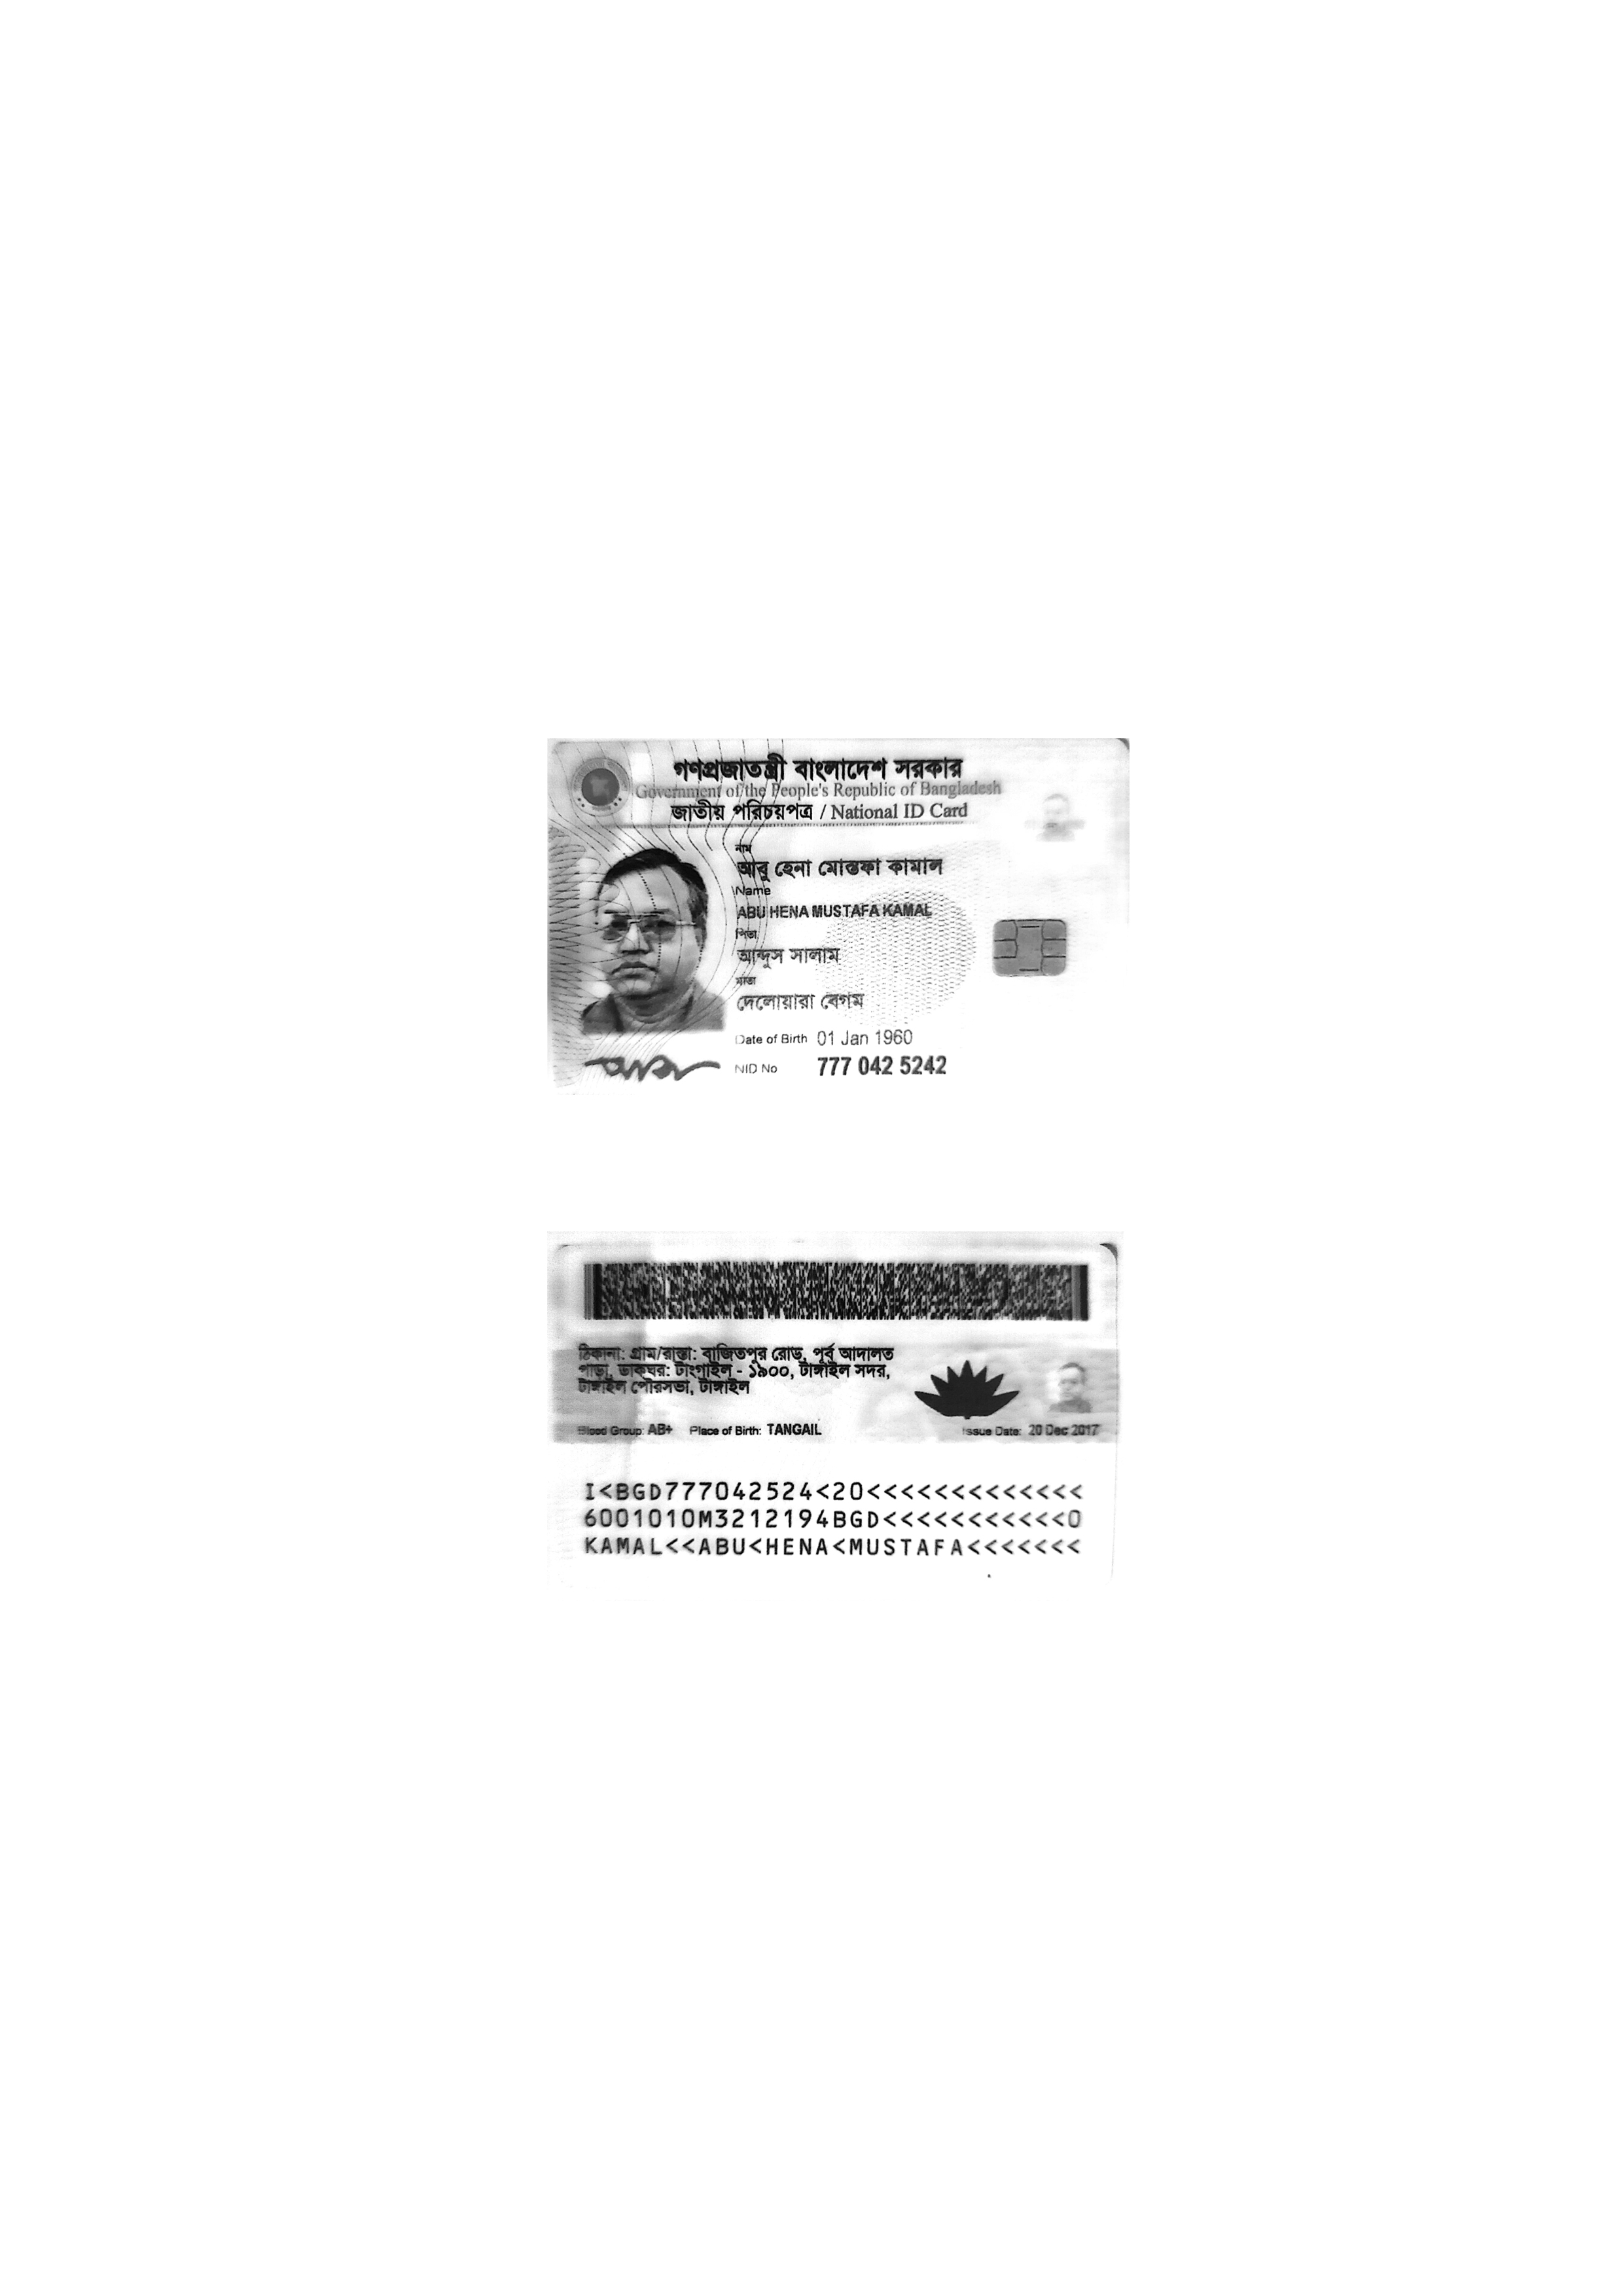 গণপ্রজাতন্ত্রী বাংলাদেশ সরকার
Government of the People's Republic of Bangladesh
জাতীয় পরিচয়পত্র / National ID Card
নাম
আবু হেনা মোস্তফা কামাল
Name
ABU HENA MUSTAFA KAMAL
পিতা
আব্দুস সালাম
মাতা
দেলোয়ারা বেগম
Date of Birth 01 Jan 1960
NID No 777 042 5242
ঠিকানা: গ্রাম/রাস্তা: বাজিতপুর রোড, পূর্ব আদালত
পাড়া, ডাকঘর: টাংগাইল - ১৯০০, টাঙ্গাইল সদর,
টাঙ্গাইল পৌরসভা, টাঙ্গাইল
Blood Group: AB+ Place of Birth: TANGAIL Issue Date: 20 Dec 2017
I<BGD777042524<20<<<<<<<<<<<<<
6001010M3212194BGD<<<<<<<<<<<0
KAMAL<<ABU<HENA<MUSTAFA<<<<<<<